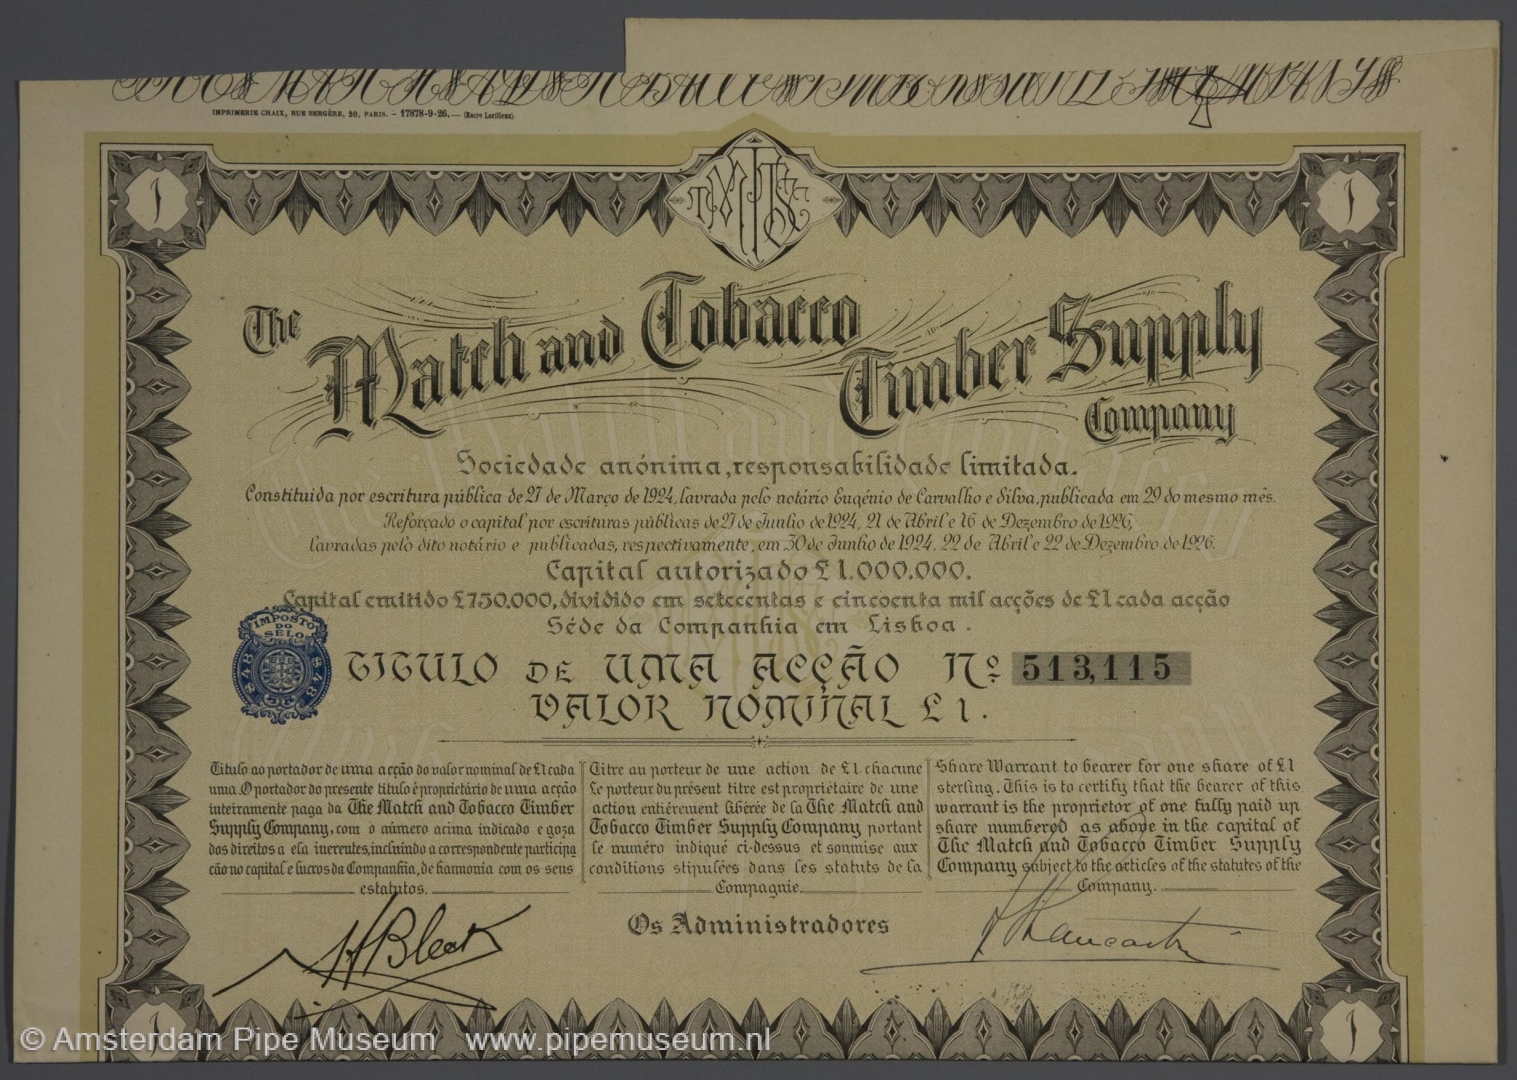 IMPRIMERIE CHAIX, RUE BERGÈRE, 20, PARIS. — 17878-9-26. — (Encre Lorilleux).
1
TMTTSC
1
The Match and Tobacco Timber Supply Company
Sociedade anónima, responsabilidade limitada.
Constituida por escritura pública de 27 de Março de 1924, lavrada pelo notário Eugénio de Carvalho e Silva, publicada em 29 do mesmo mês.
Reforçado o capital por escrituras públicas de 27 de Junho de 1924, 21 de Abril e 16 de Dezembro de 1926,
lavradas pelo dito notário e publicadas, respectivamente, em 30 de Junho de 1924, 22 de Abril e 22 de Dezembro de 1926.
Capital autorizado £ 1.000.000.
Capital emitido £ 750.000, dividido em setecentas e cincoenta mil acções de £1 cada acção
Séde da Companhia em Lisboa.
IMPOSTO
DO
SELO
$48
$48
TITULO DE UMA ACÇÃO Nº 513,115
VALOR NOMINAL £ 1.
Titulo ao portador de uma acção do valor nominal de £1 cada
uma. O portador do presente titulo é proprietário de uma acção
inteiramente paga da The Match and Tobacco Timber
Supply Company, com o número acima indicado e goza
dos direitos a ela inerentes, incluindo a correspondente participa
ção no capital e lucros da Companhia, de harmonia com os seus
estatutos.
Titre au porteur de une action de £1 chacune
Le porteur du présent titre est propriétaire de une
action entiérement libérée de la The Match and
Tobacco Timber Supply Company portant
le numéro indiqué ci-dessus et soumise aux
conditions stipulées dans les statuts de la
Compagnie.
Share Warrant to bearer for one share of £1
sterling. This is to certify that the bearer of this
warrant is the proprietor of one fully paid up
share numbered as above in the capital of
The Match and Tobacco Timber Supply
Company subject to the articles of the statutes of the
Company.
Os Administradores
1
1
© Amsterdam Pipe Museum www.pipemuseum.nl